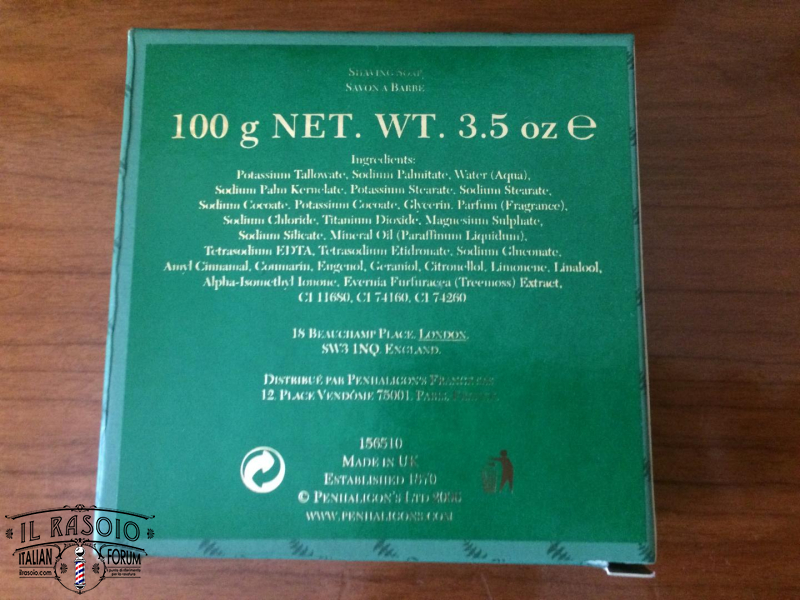 SHAVING SOAP,
SAVON A BARBE
100 g NET. WT. 3.5 oz ℮
Ingredients:
Potassium Tallowate, Sodium Palmitate, Water (Aqua),
Sodium Palm Kernelate, Potassium Stearate, Sodium Stearate,
Sodium Cocoate, Potassium Cocoate, Glycerin, Parfum (Fragrance),
Sodium Chloride, Titanium Dioxide, Magnesium Sulphate,
Sodium Silicate, Mineral Oil (Paraffinum Liquidum),
Tetrasodium EDTA, Tetrasodium Etidronate, Sodium Gluconate,
Amyl Cinnamal, Coumarin, Eugenol, Geraniol, Citronellol, Limonene, Linalool,
Alpha-Isomethyl Ionone, Evernia Furfuracea (Treemoss) Extract,
CI 11680, CI 74160, CI 74260
18 BEAUCHAMP PLACE, LONDON,
SW3 1NQ, ENGLAND.
DISTRIBUÉ PAR PENHALIGON'S
12, PLACE VENDÔME 75001, PARIS,
156510
MADE IN UK
ESTABLISHED 1870
© PENHALIGON'S LTD
WWW.PENHALIGONS.COM
IL RASOIO
ITALIAN FORUM
ilrasoio.com